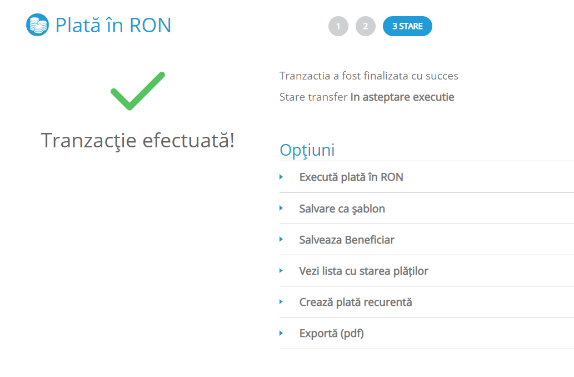 Plată în RON
1 2 3 STARE
Tranzacţie efectuată!
Tranzactia a fost finalizata cu succes
Stare transfer In asteptare executie
Opţiuni
Execută plată în RON
Salvare ca şablon
Salveaza Beneficiar
Vezi lista cu starea plăţilor
Crează plată recurentă
Exportă (pdf)